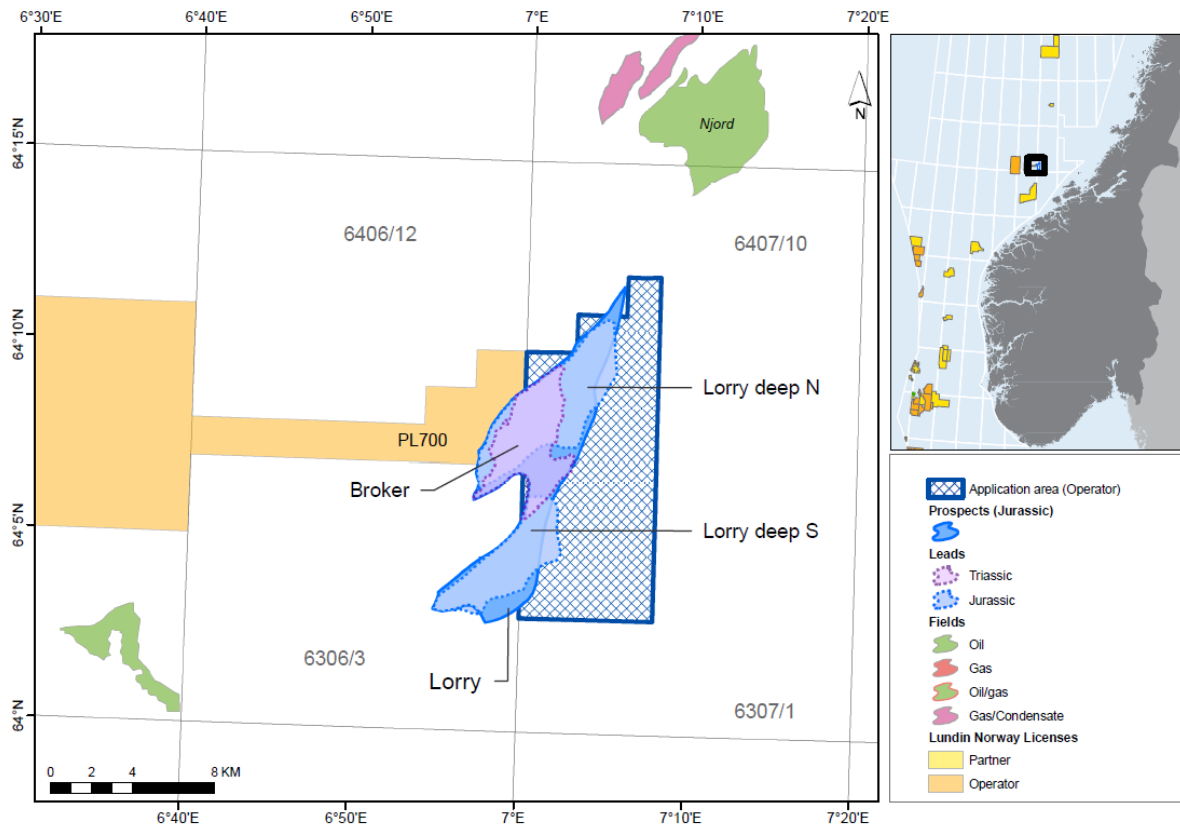 6°30'E 6°40'E 6°50'E 7°E 7°10'E 7°20'E
N
Njord
64°15'N
6406/12
6407/10
64°10'N
Lorry deep N
PL700
Broker
64°5'N
Lorry deep S
6306/3
Lorry
6307/1
64°N
0 2 4 8 KM
6°40'E 6°50'E 7°E 7°10'E 7°20'E
Application area (Operator)
Prospects (Jurassic)
Leads
Triassic
Jurassic
Fields
Oil
Gas
Oil/gas
Gas/Condensate
Lundin Norway Licenses
Partner
Operator